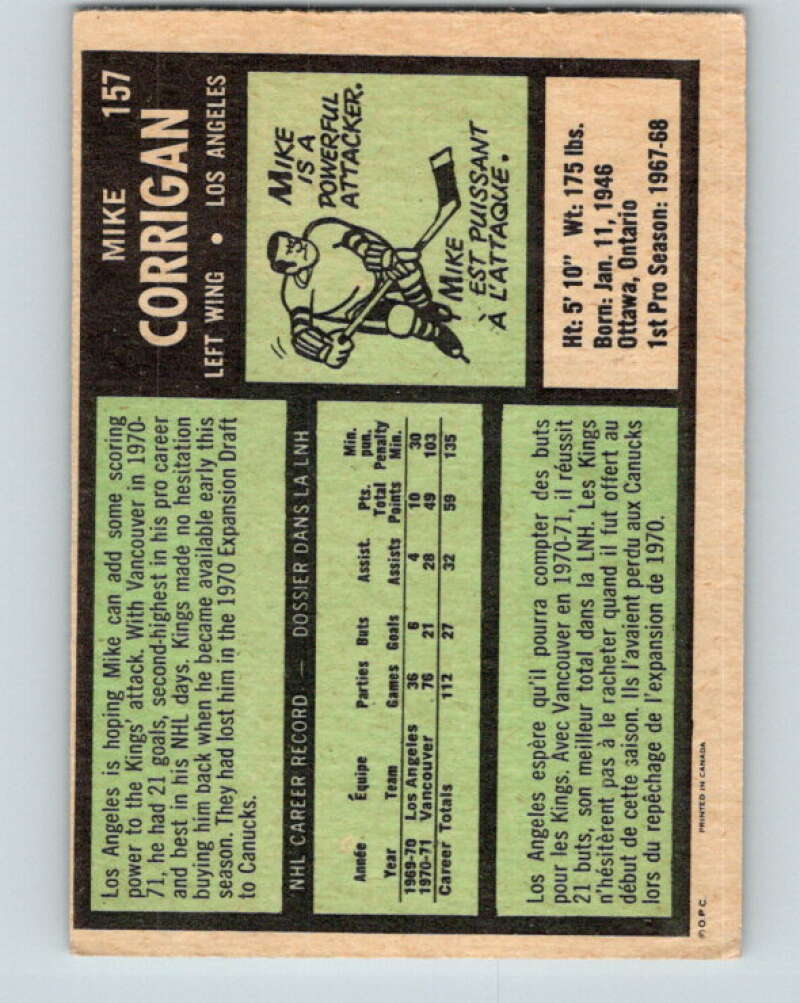 MIKE 157
CORRIGAN
LEFT WING • LOS ANGELES
Los Angeles is hoping Mike can add some scoring
power to the Kings' attack. With Vancouver in 1970-
71, he had 21 goals, second-highest in his pro career
and best in his NHL days. Kings made no hesitation
buying him back when he became available early this
season. They had lost him in the 1970 Expansion Draft
to Canucks.
MIKE
IS A
POWERFUL
ATTACKER.
MIKE
EST PUISSANT
À L'ATTAQUE.
NHL CAREER RECORD — DOSSIER DANS LA LNH
Année Équipe Parties Buts Assist. Pts. Min. pun.
Year Team Games Goals Assists Total Points Penalty Min.
1969-70 Los Angeles 36 6 4 10 30
1970-71 Vancouver 76 21 28 49 103
Career Totals 112 27 32 59 135
Ht: 5' 10" Wt: 175 lbs.
Born: Jan. 11, 1946
Ottawa, Ontario
1st Pro Season: 1967-68
Los Angeles espère qu'il pourra compter des buts
pour les Kings. Avec Vancouver en 1970-71, il réussit
21 buts, son meilleur total dans la LNH. Les Kings
n'hésitèrent pas à le racheter quand il fut offert au
début de cette saison. Ils l'avaient perdu aux Canucks
lors du repêchage de l'expansion de 1970.
© O.P.C. PRINTED IN CANADA